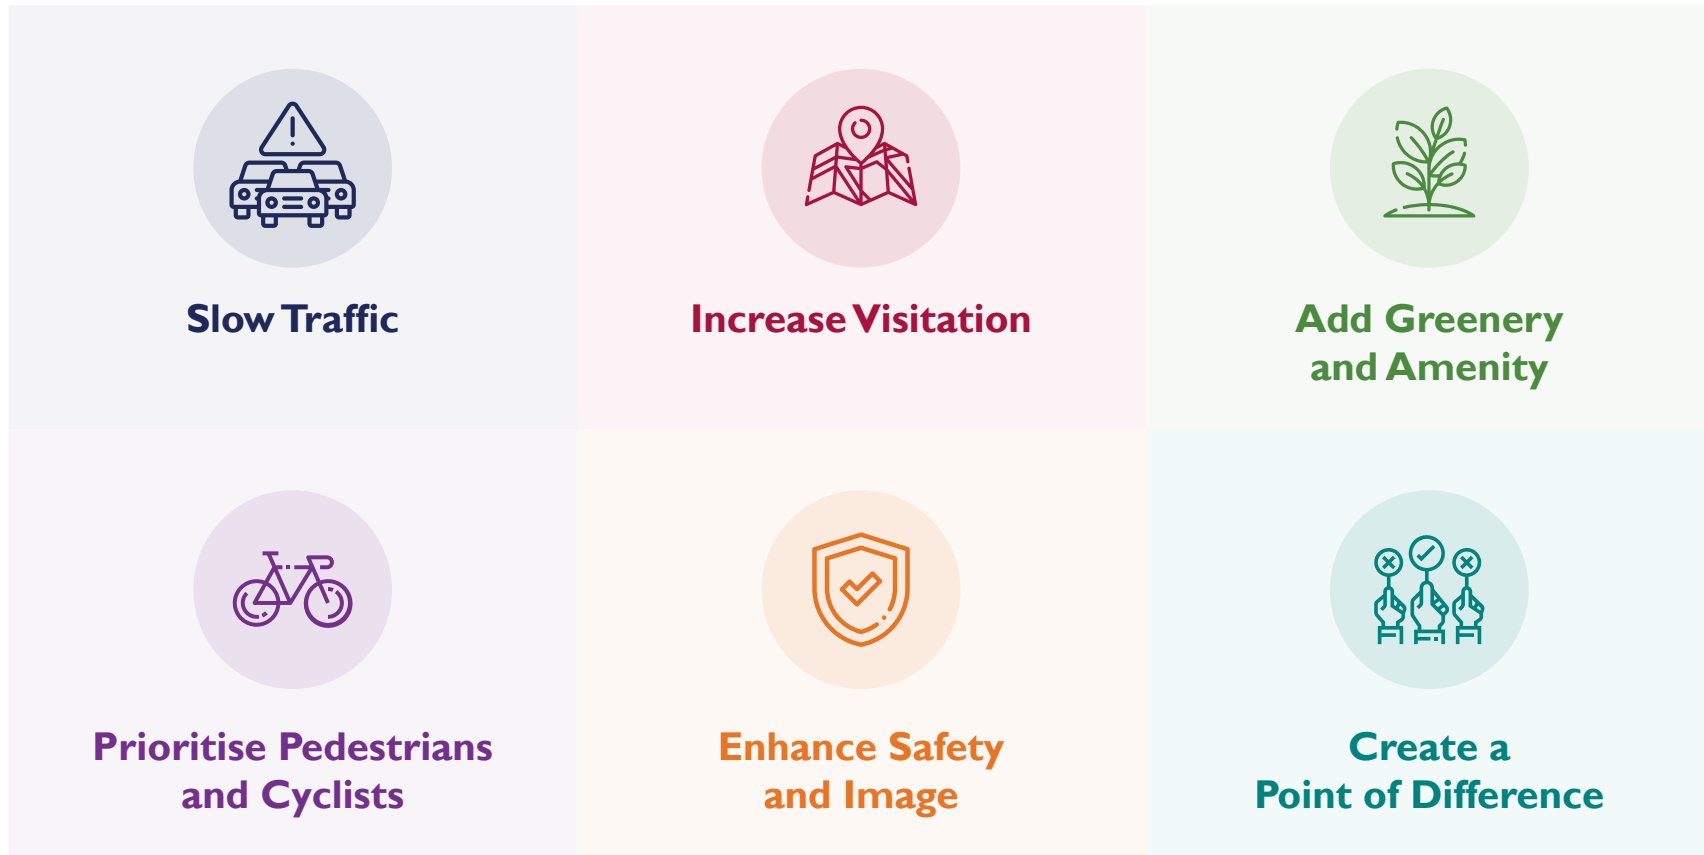 Slow Traffic
Increase Visitation
Add Greenery
and Amenity
Prioritise Pedestrians
and Cyclists
Enhance Safety
and Image
Create a
Point of Difference